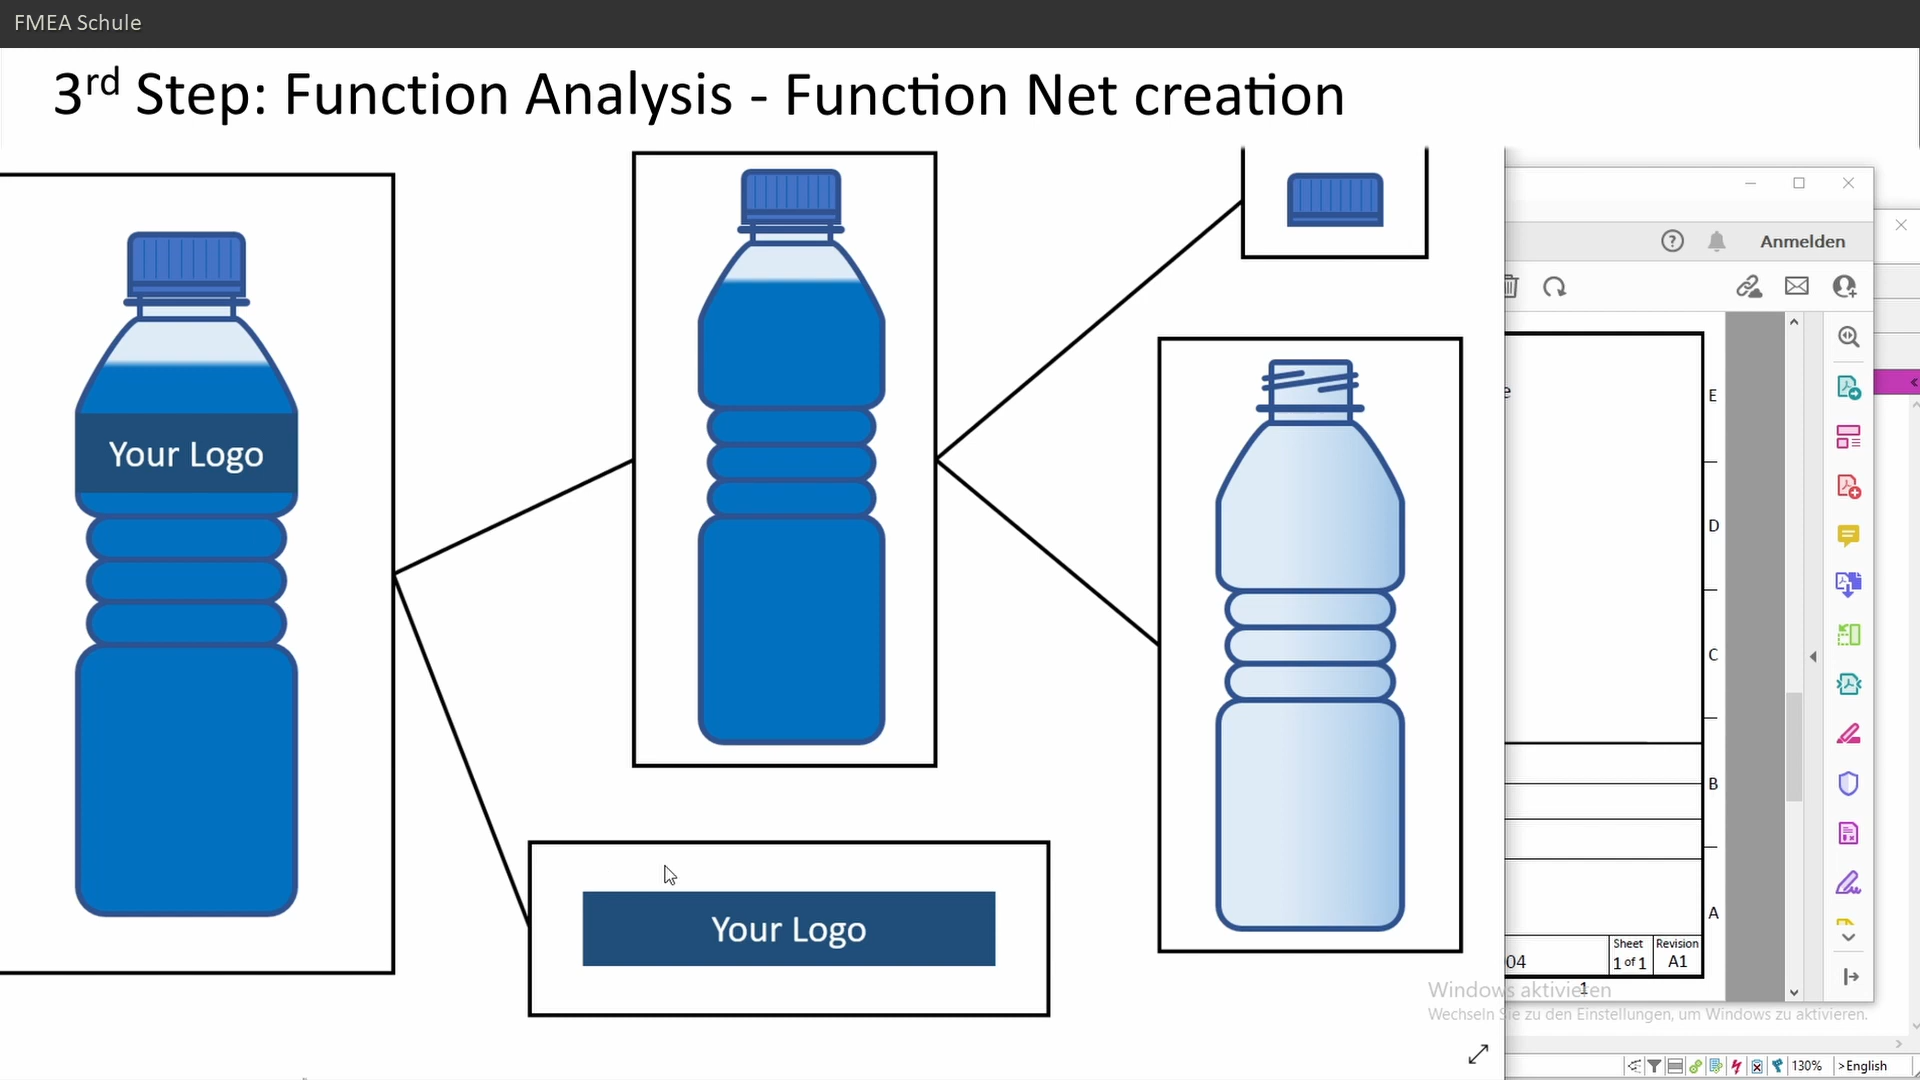 FMEA Schule
3rd Step: Function Analysis - Function Net creation
Anmelden
Your Logo
Your Logo
e
E
D
C
B
A
04
Sheet
1 of 1
Revision
A1
1
Windows aktivieren
Wechseln Sie zu den Einstellungen, um Windows zu aktivieren.
130%
>English